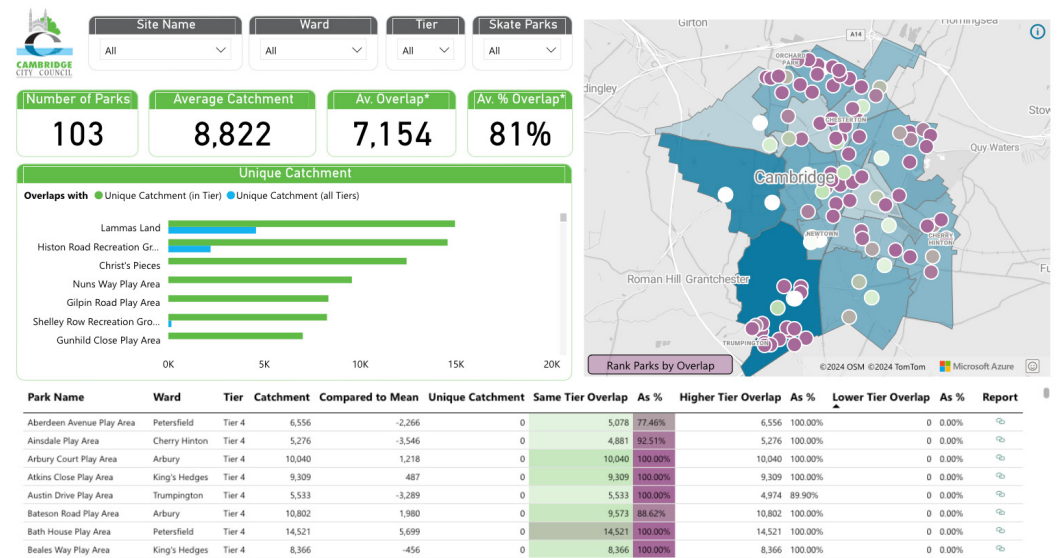 CAMBRIDGE
CITY COUNCIL
Site Name
All
Ward
All
Tier
All
Skate Parks
All
Number of Parks
103
Average Catchment
8,822
Av. Overlap*
7,154
Av. % Overlap*
81%
Unique Catchment
Overlaps with Unique Catchment (in Tier) Unique Catchment (all Tiers)
Lammas Land
Histon Road Recreation Gr...
Christ's Pieces
Nuns Way Play Area
Gilpin Road Play Area
Shelley Row Recreation Gro...
Gunhild Close Play Area
0K 5K 10K 15K 20K
Girton
A14
ORCHARD
PARK
dingley
CHESTERTON
Stow
Quy Waters
Cambridge
NEWTOWN
CHERRY
HINTON
Roman Hill Grantchester
Fu
TRUMPINGTON
Rank Parks by Overlap
©2024 OSM ©2024 TomTom
Microsoft Azure
Park Name Ward Tier Catchment Compared to Mean Unique Catchment Same Tier Overlap As % Higher Tier Overlap As % Lower Tier Overlap As % Report
Aberdeen Avenue Play Area Petersfield Tier 4 6,556 -2,266 0 5,078 77.46% 6,556 100.00% 0 0.00%
Ainsdale Play Area Cherry Hinton Tier 4 5,276 -3,546 0 4,881 92.51% 5,276 100.00% 0 0.00%
Arbury Court Play Area Arbury Tier 4 10,040 1,218 0 10,040 100.00% 10,040 100.00% 0 0.00%
Atkins Close Play Area King's Hedges Tier 4 9,309 487 0 9,309 100.00% 9,309 100.00% 0 0.00%
Austin Drive Play Area Trumpington Tier 4 5,533 -3,289 0 5,533 100.00% 4,974 89.90% 0 0.00%
Bateson Road Play Area Arbury Tier 4 10,802 1,980 0 9,573 88.62% 10,802 100.00% 0 0.00%
Bath House Play Area Petersfield Tier 4 14,521 5,699 0 14,521 100.00% 14,521 100.00% 0 0.00%
Beales Way Play Area King's Hedges Tier 4 8,366 -456 0 8,366 100.00% 8,366 100.00% 0 0.00%